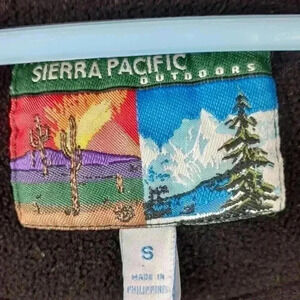 SIERRA PACIFIC
OUTDOORS
S
MADE IN
PHILIPPINES